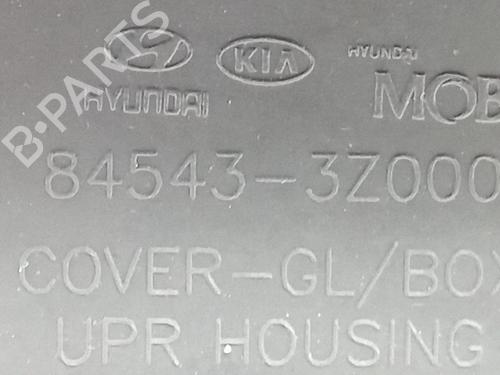 B-PARTS
HYUNDAI KIA HYUNDAI MOB
84543-3Z000
COVER-GL/BOX
UPR HOUSING